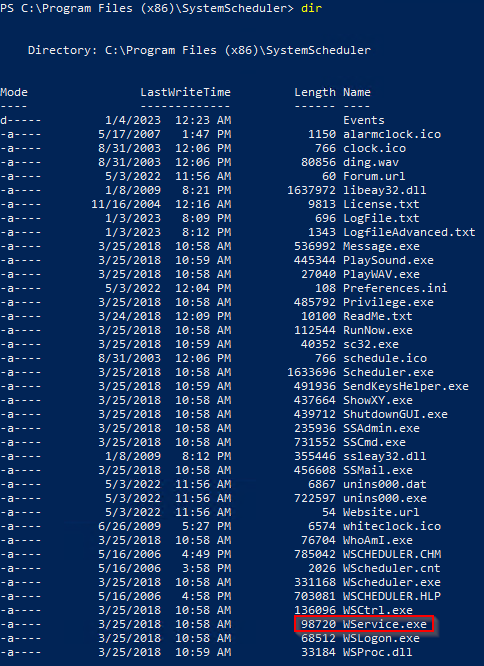 PS C:\Program Files (x86)\SystemScheduler> dir
Directory: C:\Program Files (x86)\SystemScheduler
Mode LastWriteTime Length Name
---- ------------- ------ ----
d----- 1/4/2023 12:23 AM Events
-a---- 5/17/2007 1:47 PM 1150 alarmclock.ico
-a---- 8/31/2003 12:06 PM 766 clock.ico
-a---- 8/31/2003 12:06 PM 80856 ding.wav
-a---- 5/3/2022 11:56 AM 60 Forum.url
-a---- 1/8/2009 8:21 PM 1637972 libeay32.dll
-a---- 11/16/2004 12:16 AM 9813 License.txt
-a---- 1/3/2023 8:09 PM 696 LogFile.txt
-a---- 1/3/2023 8:12 PM 1343 LogfileAdvanced.txt
-a---- 3/25/2018 10:58 AM 536992 Message.exe
-a---- 3/25/2018 10:59 AM 445344 PlaySound.exe
-a---- 3/25/2018 10:58 AM 27040 PlayWAV.exe
-a---- 5/3/2022 12:04 PM 108 Preferences.ini
-a---- 3/25/2018 10:58 AM 485792 Privilege.exe
-a---- 3/24/2018 12:09 PM 10100 ReadMe.txt
-a---- 3/25/2018 10:58 AM 112544 RunNow.exe
-a---- 3/25/2018 10:59 AM 40352 sc32.exe
-a---- 8/31/2003 12:06 PM 766 schedule.ico
-a---- 3/25/2018 10:58 AM 1633696 Scheduler.exe
-a---- 3/25/2018 10:59 AM 491936 SendKeysHelper.exe
-a---- 3/25/2018 10:58 AM 437664 ShowXY.exe
-a---- 3/25/2018 10:58 AM 439712 ShutdownGUI.exe
-a---- 3/25/2018 10:58 AM 235936 SSAdmin.exe
-a---- 3/25/2018 10:58 AM 731552 SSCmd.exe
-a---- 1/8/2009 8:12 PM 355446 ssleay32.dll
-a---- 3/25/2018 10:58 AM 456608 SSMail.exe
-a---- 5/3/2022 11:56 AM 6867 unins000.dat
-a---- 5/3/2022 11:56 AM 722597 unins000.exe
-a---- 5/3/2022 11:56 AM 54 Website.url
-a---- 6/26/2009 5:27 PM 6574 whiteclock.ico
-a---- 3/25/2018 10:58 AM 76704 WhoAmI.exe
-a---- 5/16/2006 4:49 PM 785042 WSCHEDULER.CHM
-a---- 5/16/2006 3:58 PM 2026 WScheduler.cnt
-a---- 3/25/2018 10:58 AM 331168 WScheduler.exe
-a---- 5/16/2006 4:58 PM 703081 WSCHEDULER.HLP
-a---- 3/25/2018 10:58 AM 136096 WSCtrl.exe
-a---- 3/25/2018 10:58 AM 98720 WService.exe
-a---- 3/25/2018 10:58 AM 68512 WSLogon.exe
-a---- 3/25/2018 10:59 AM 33184 WSProc.dll